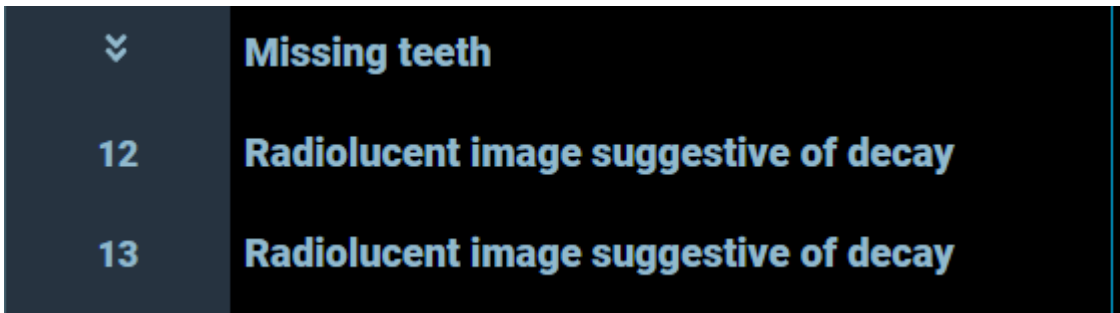 Missing teeth
12 Radiolucent image suggestive of decay
13 Radiolucent image suggestive of decay